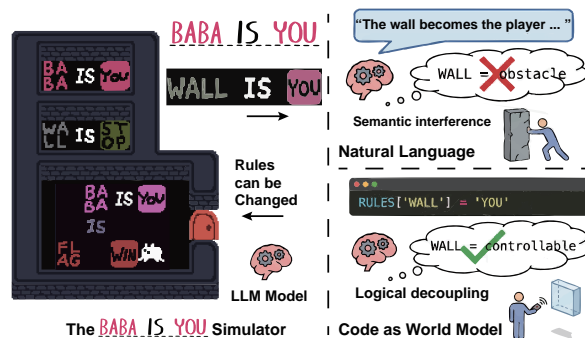 BABA IS YOU
WALL IS YOU
BA
BA IS YOU
WA
LL IS ST
OP
BA
BA IS YOU
IS
FL
AG WIN
Rules
can be
Changed
LLM Model
The BABA IS YOU Simulator
“The wall becomes the player ... ”
WALL = obstacle
Semantic interference
Natural Language
RULES['WALL'] = 'YOU'
WALL = controllable
Logical decoupling
Code as World Model